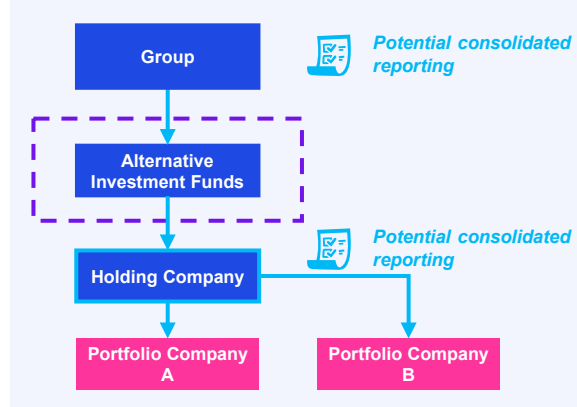 Group
Potential consolidated
reporting
Alternative
Investment Funds
Potential consolidated
reporting
Holding Company
Portfolio Company
A
Portfolio Company
B